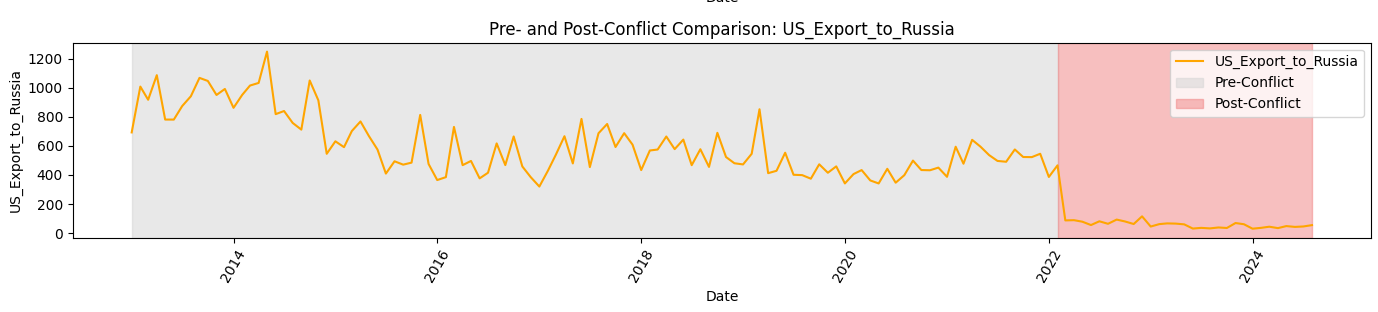 Date
Pre- and Post-Conflict Comparison: US_Export_to_Russia
US_Export_to_Russia
1200
1000
800
600
400
200
0
US_Export_to_Russia
Pre-Conflict
Post-Conflict
2014
2016
2018
2020
2022
2024
Date